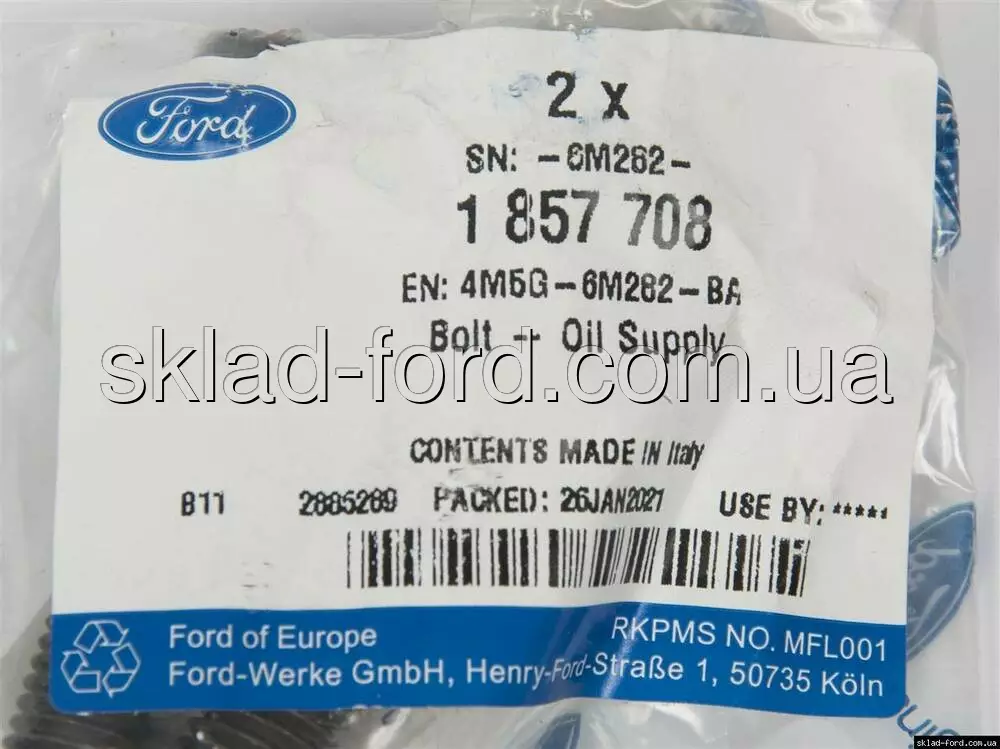 Ford
2 x
SN: -6M262-
1 857 708
EN: 4M5G-6M262-BA
Bolt - Oil Supply
sklad-ford.com.ua
CONTENTS MADE IN Italy
B11 2885289 PACKED: 26JAN2021 USE BY: *****
Ford of Europe
RKPMS NO. MFL001
Ford-Werke GmbH, Henry-Ford-Straße 1, 50735 Köln
sklad-ford.com.ua